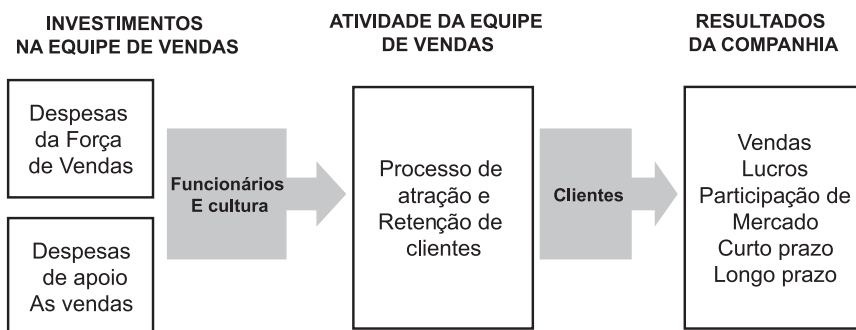 INVESTIMENTOS
NA EQUIPE DE VENDAS
Despesas
da Força
de Vendas
Despesas
de apoio
As vendas
Funcionários
E cultura
ATIVIDADE DA EQUIPE
DE VENDAS
Processo de
atração e
Retenção de
clientes
Clientes
RESULTADOS
DA COMPANHIA
Vendas
Lucros
Participação de
Mercado
Curto prazo
Longo prazo